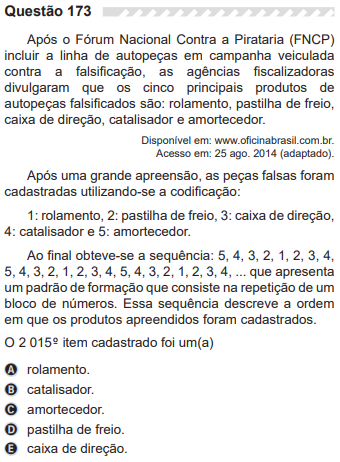 Questão 173
Após o Fórum Nacional Contra a Pirataria (FNCP)
incluir a linha de autopeças em campanha veiculada
contra a falsificação, as agências fiscalizadoras
divulgaram que os cinco principais produtos de
autopeças falsificados são: rolamento, pastilha de freio,
caixa de direção, catalisador e amortecedor.
Disponível em: www.oficinabrasil.com.br.
Acesso em: 25 ago. 2014 (adaptado).
Após uma grande apreensão, as peças falsas foram
cadastradas utilizando-se a codificação:
1: rolamento, 2: pastilha de freio, 3: caixa de direção,
4: catalisador e 5: amortecedor.
Ao final obteve-se a sequência: 5, 4, 3, 2, 1, 2, 3, 4,
5, 4, 3, 2, 1, 2, 3, 4, 5, 4, 3, 2, 1, 2, 3, 4, ... que apresenta
um padrão de formação que consiste na repetição de um
bloco de números. Essa sequência descreve a ordem
em que os produtos apreendidos foram cadastrados.
O 2 015º item cadastrado foi um(a)
A rolamento.
B catalisador.
C amortecedor.
D pastilha de freio.
E caixa de direção.